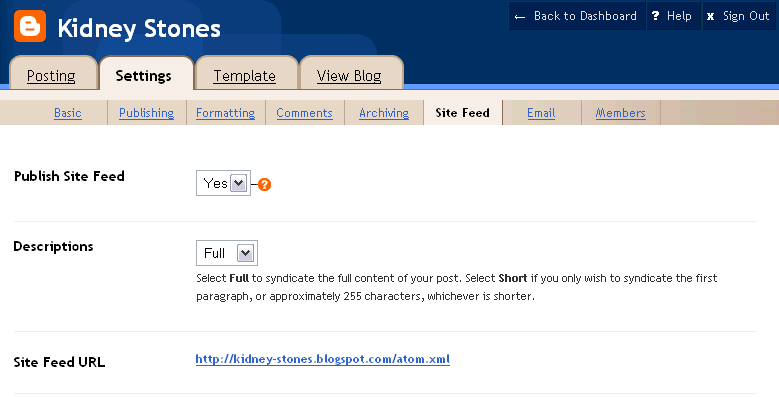 ← Back to Dashboard ? Help x Sign Out
Kidney Stones
Posting Settings Template View Blog
Basic Publishing Formatting Comments Archiving Site Feed Email Members
Publish Site Feed Yes ?
Descriptions Full
Select Full to syndicate the full content of your post. Select Short if you only wish to syndicate the first
paragraph, or approximately 255 characters, whichever is shorter.
Site Feed URL http://kidney-stones.blogspot.com/atom.xml